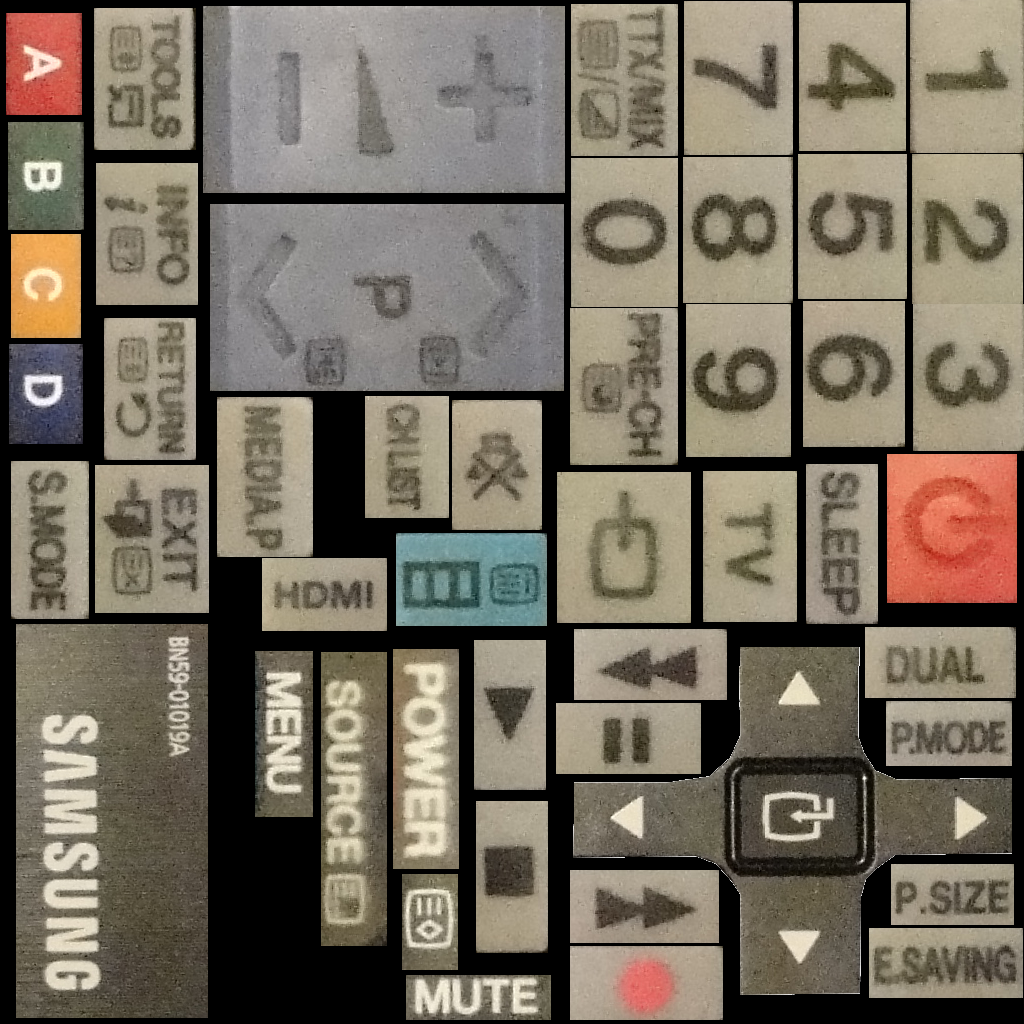 A
B
C
D
TOOLS
INFO
RETURN
EXIT
S.MODE
P
TTX/MIX
0
PRE-CH
7
8
9
4
5
6
1
2
3
MEDIA.P
CH LIST
HDMI
TV
SLEEP
BN59-01019A
SAMSUNG
MENU
SOURCE
POWER
MUTE
DUAL
P.MODE
P.SIZE
E.SAVING